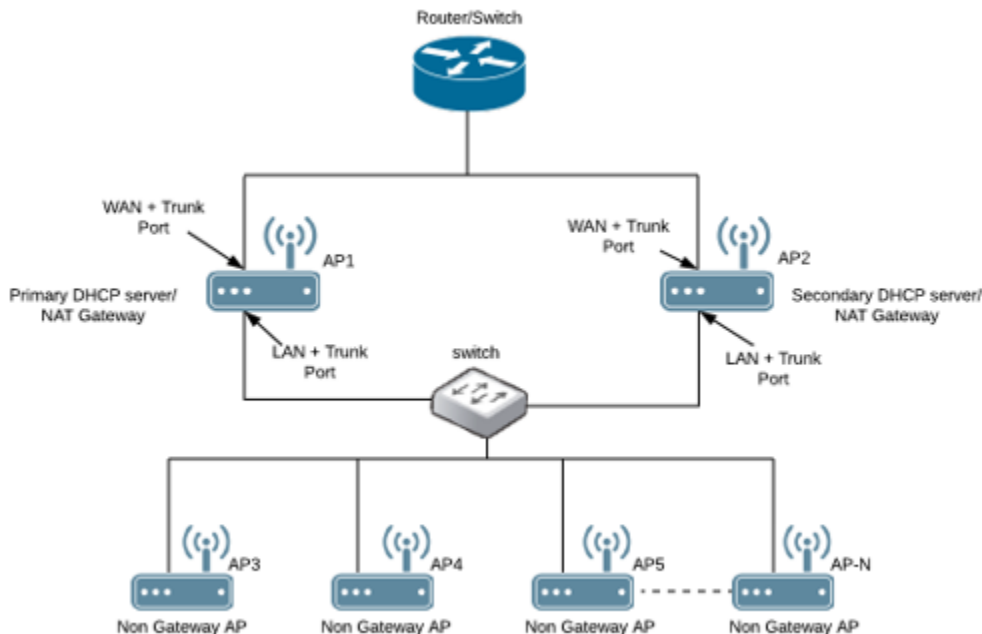 Router/Switch
WAN + Trunk
Port
AP1
WAN + Trunk
Port
AP2
Primary DHCP server/
NAT Gateway
Secondary DHCP server/
NAT Gateway
LAN + Trunk
Port
switch
LAN + Trunk
Port
AP3
AP4
AP5
AP-N
Non Gateway AP
Non Gateway AP
Non Gateway AP
Non Gateway AP